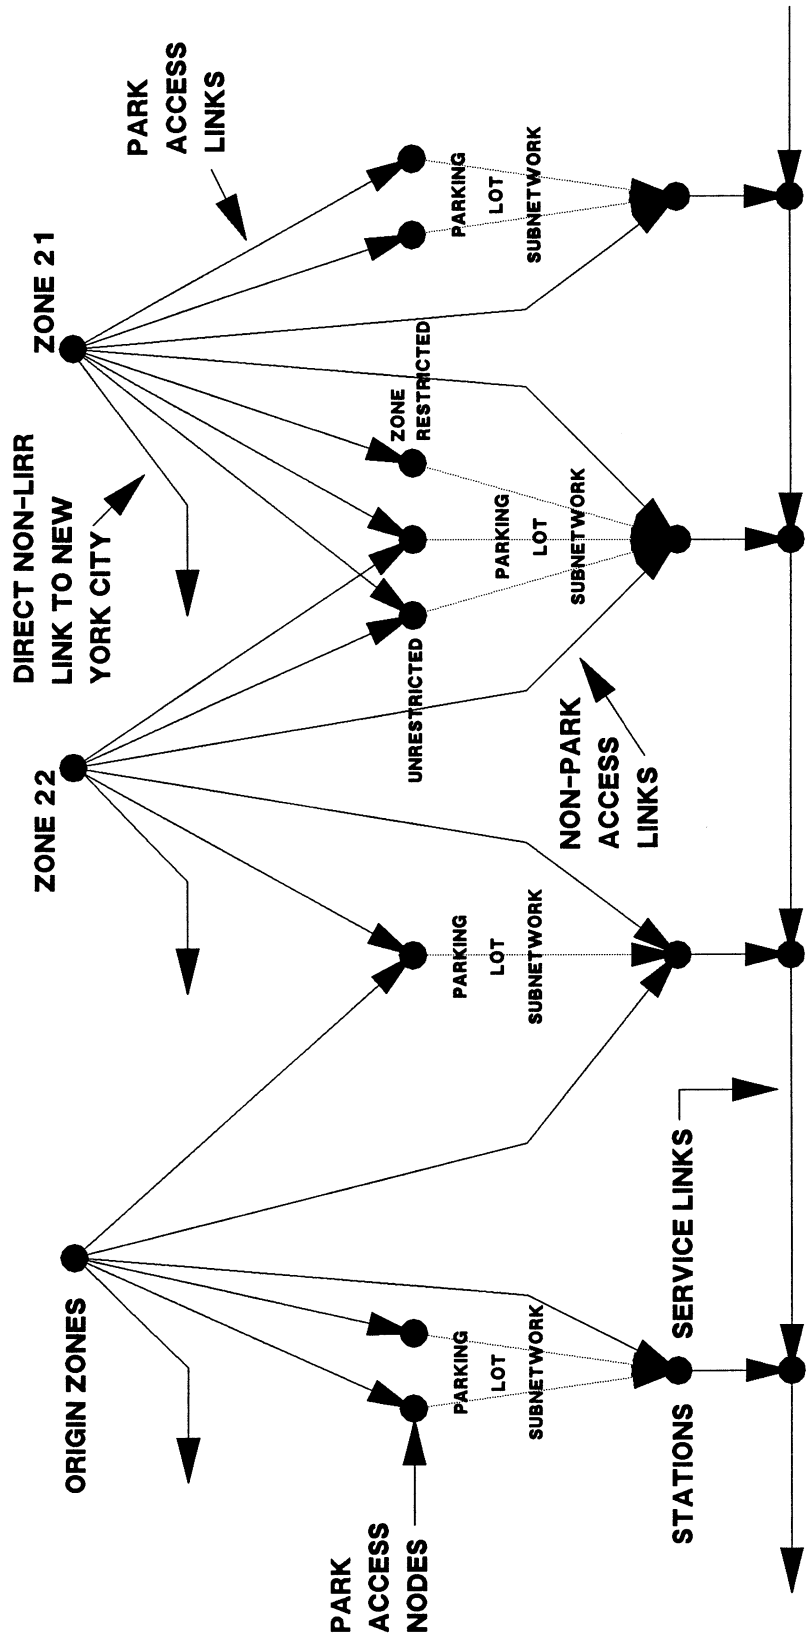 ORIGIN ZONES
ZONE 22
ZONE 21
DIRECT NON-LIRR
LINK TO NEW
YORK CITY
PARK
ACCESS
LINKS
PARK
ACCESS
NODES
UNRESTRICTED
ZONE
RESTRICTED
PARKING
LOT
SUBNETWORK
PARKING
LOT
SUBNETWORK
PARKING
LOT
SUBNETWORK
PARKING
LOT
SUBNETWORK
NON-PARK
ACCESS
LINKS
STATIONS
SERVICE LINKS